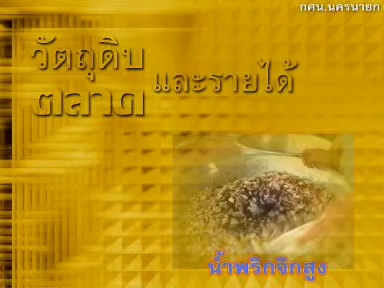 กศน.นครนายก
วัตถุดิบ
ตลาด และรายได้
น้ำพริกจิกสูง